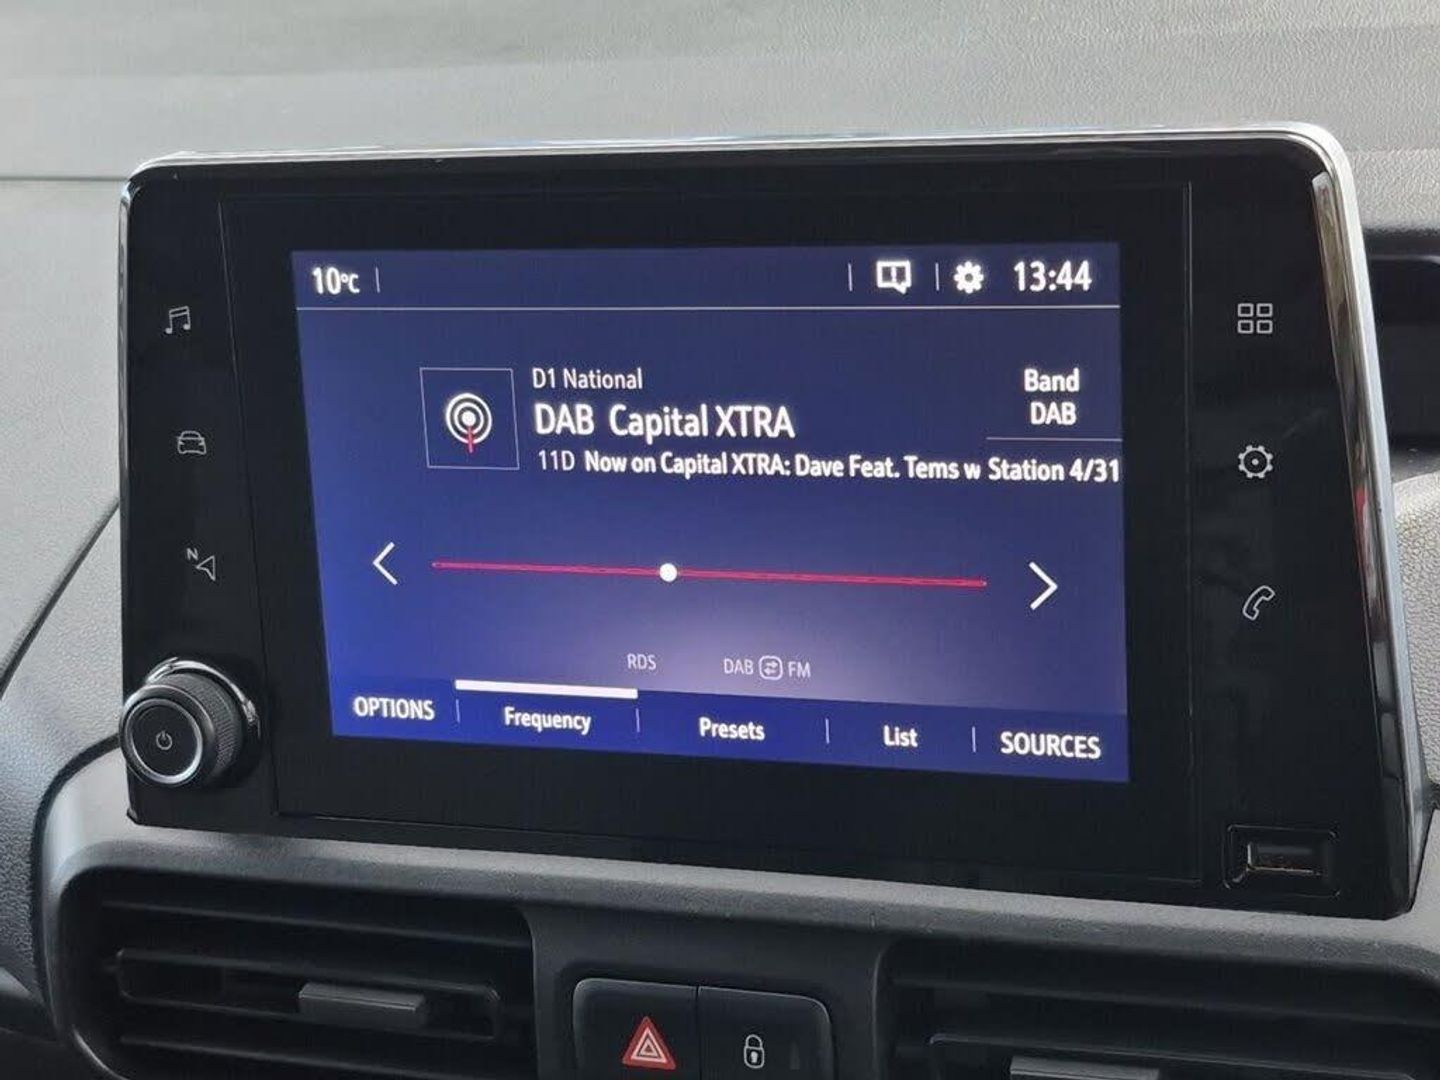 10°C
13:44
D1 National
DAB Capital XTRA
11D Now on Capital XTRA: Dave Feat. Tems w
Band
DAB
Station 4/31
N
RDS
DAB FM
OPTIONS
Frequency
Presets
List
SOURCES